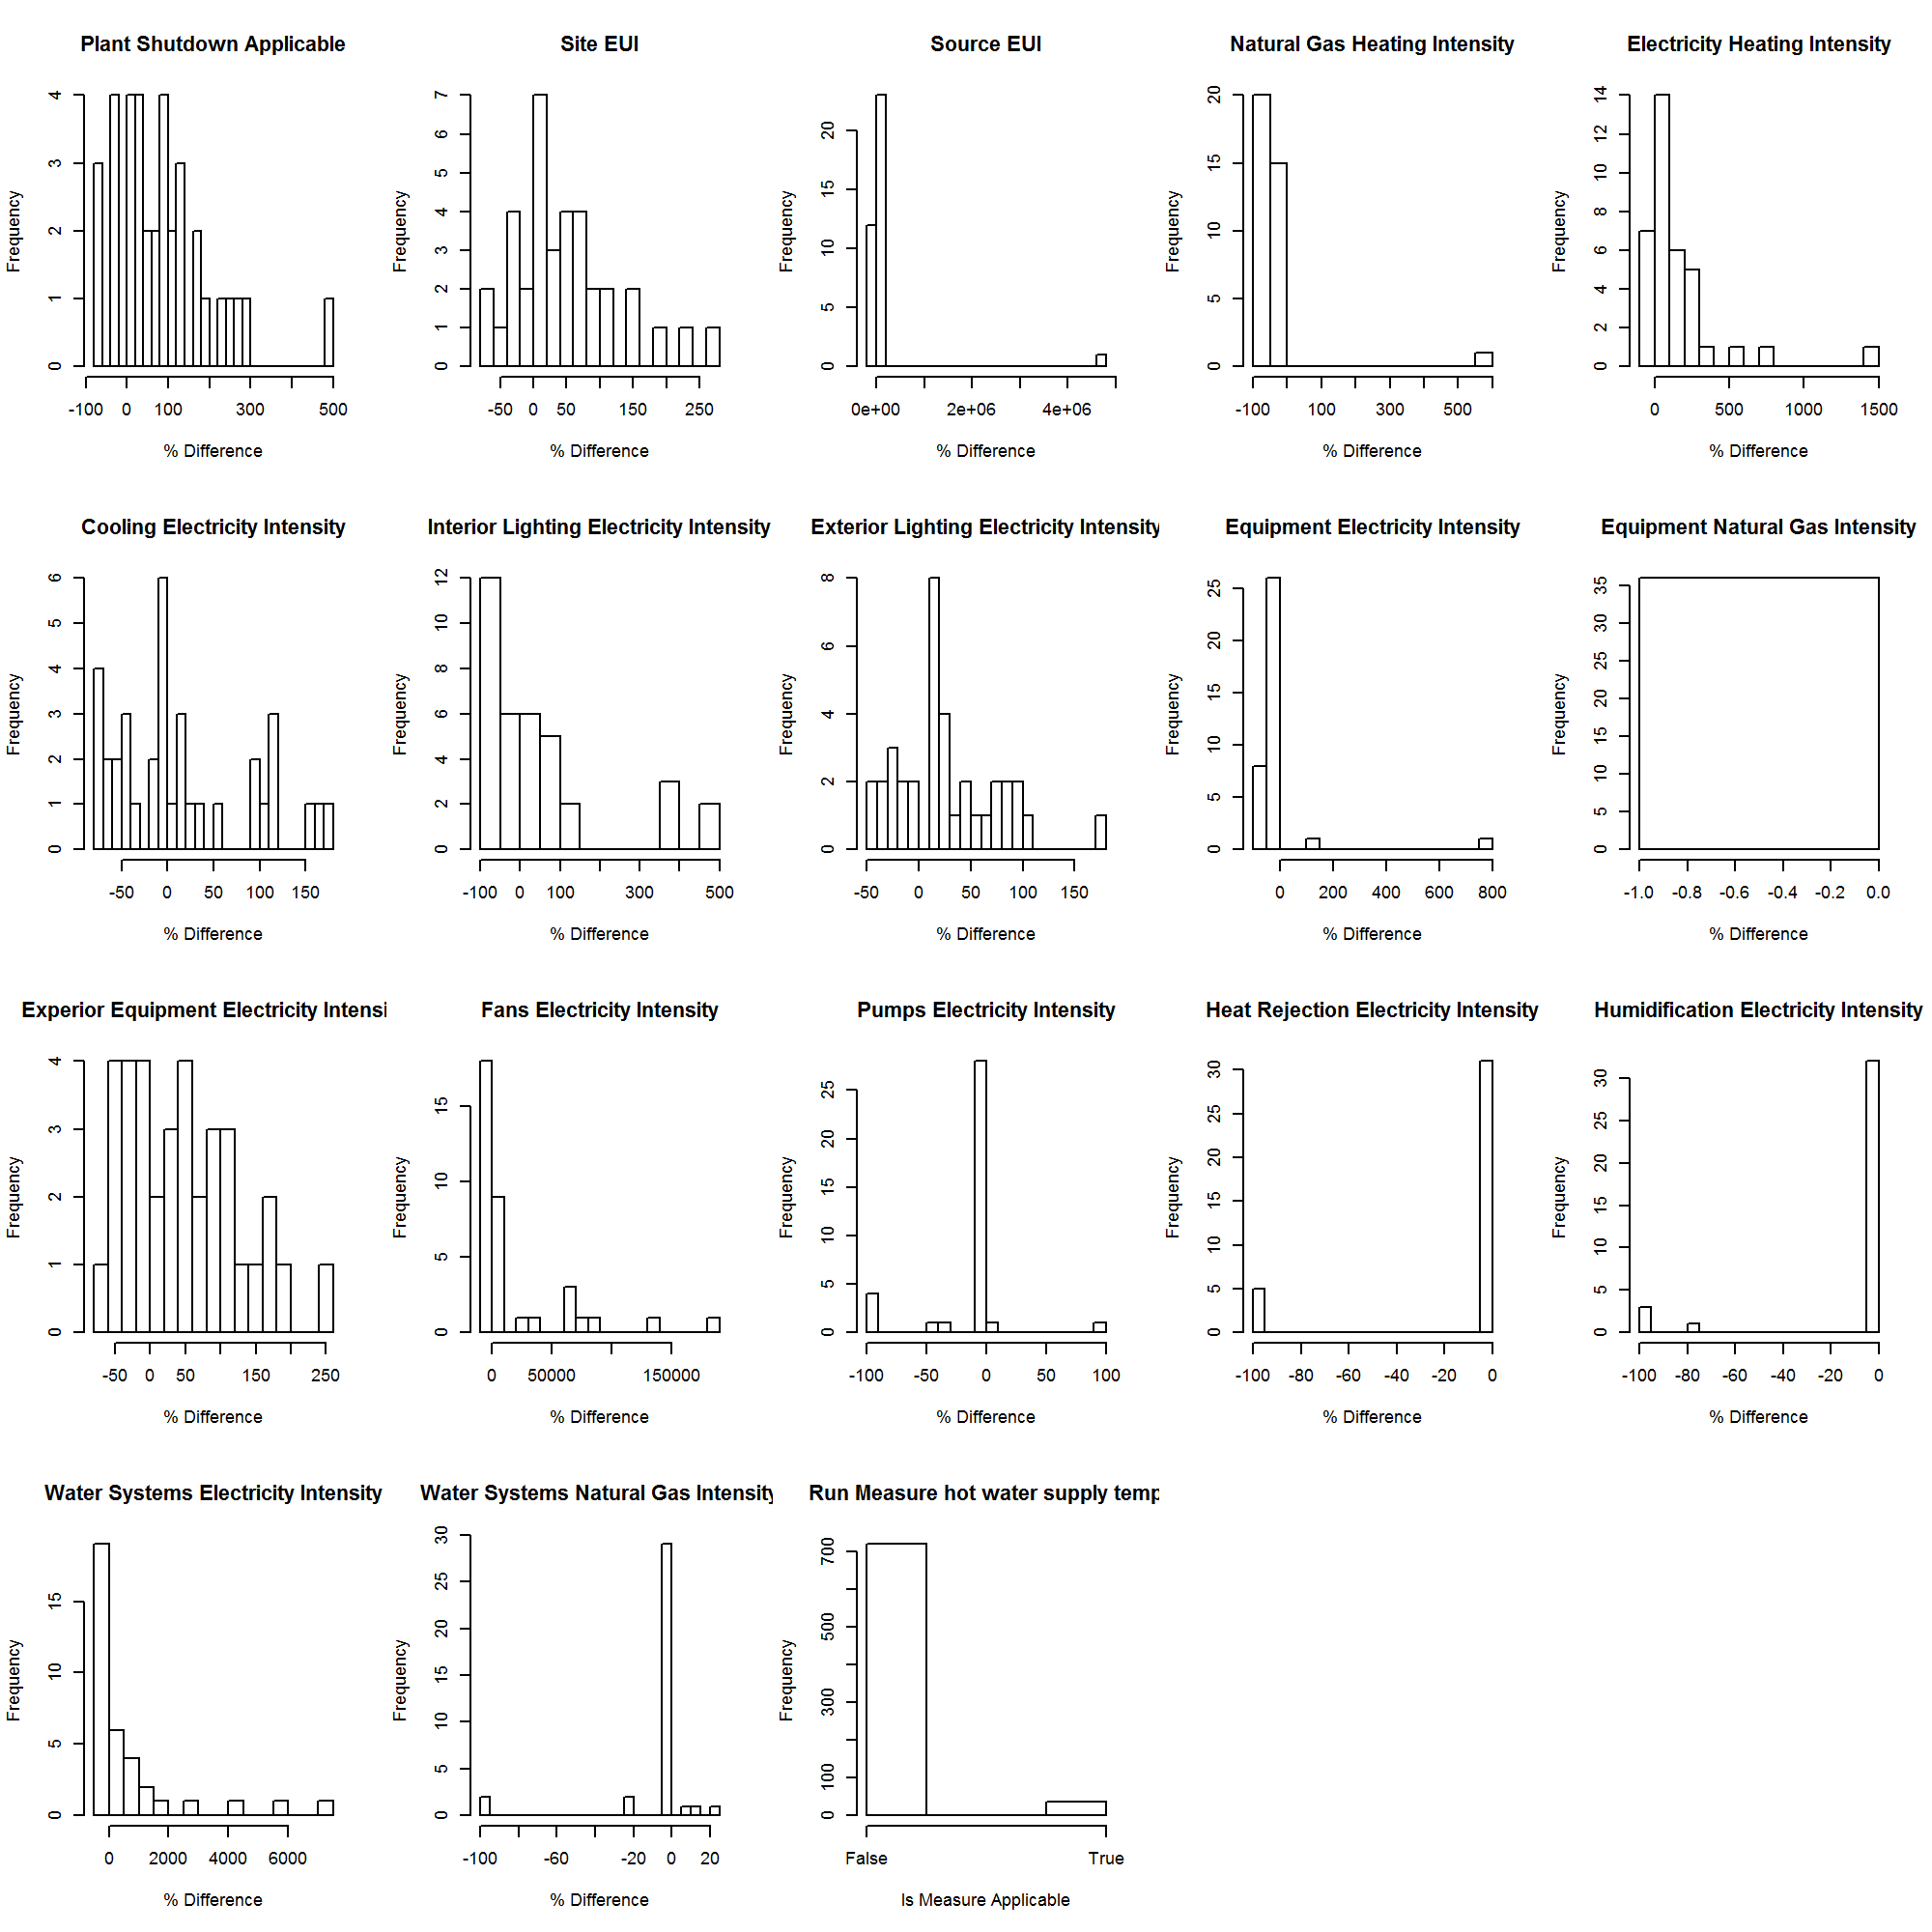 Plant Shutdown Applicable
Frequency
0 1 2 3 4
-100 0 100 300 500
% Difference
Site EUI
Frequency
0 1 2 3 4 5 6 7
-50 0 50 150 250
% Difference
Source EUI
Frequency
0 5 10 15 20
0e+00 2e+06 4e+06
% Difference
Natural Gas Heating Intensity
Frequency
0 5 10 15 20
-100 100 300 500
% Difference
Electricity Heating Intensity
Frequency
0 2 4 6 8 10 12 14
0 500 1000 1500
% Difference
Cooling Electricity Intensity
Frequency
0 1 2 3 4 5 6
-50 0 50 100 150
% Difference
Interior Lighting Electricity Intensity
Frequency
0 2 4 6 8 10 12
-100 0 100 300 500
% Difference
Exterior Lighting Electricity Intensity
Frequency
0 2 4 6 8
-50 0 50 100 150
% Difference
Equipment Electricity Intensity
Frequency
0 5 10 15 20 25
0 200 400 600 800
% Difference
Equipment Natural Gas Intensity
Frequency
0 5 10 15 20 25 30 35
-1.0 -0.8 -0.6 -0.4 -0.2 0.0
% Difference
Experior Equipment Electricity Intensi
Frequency
0 1 2 3 4
-50 0 50 150 250
% Difference
Fans Electricity Intensity
Frequency
0 5 10 15
0 50000 150000
% Difference
Pumps Electricity Intensity
Frequency
0 5 10 15 20 25
-100 -50 0 50 100
% Difference
Heat Rejection Electricity Intensity
Frequency
0 5 10 15 20 25 30
-100 -80 -60 -40 -20 0
% Difference
Humidification Electricity Intensity
Frequency
0 5 10 15 20 25 30
-100 -80 -60 -40 -20 0
% Difference
Water Systems Electricity Intensity
Frequency
0 5 10 15
0 2000 4000 6000
% Difference
Water Systems Natural Gas Intensity
Frequency
0 5 10 15 20 25 30
-100 -60 -20 0 20
% Difference
Run Measure hot water supply temp
Frequency
0 100 300 500 700
False True
Is Measure Applicable